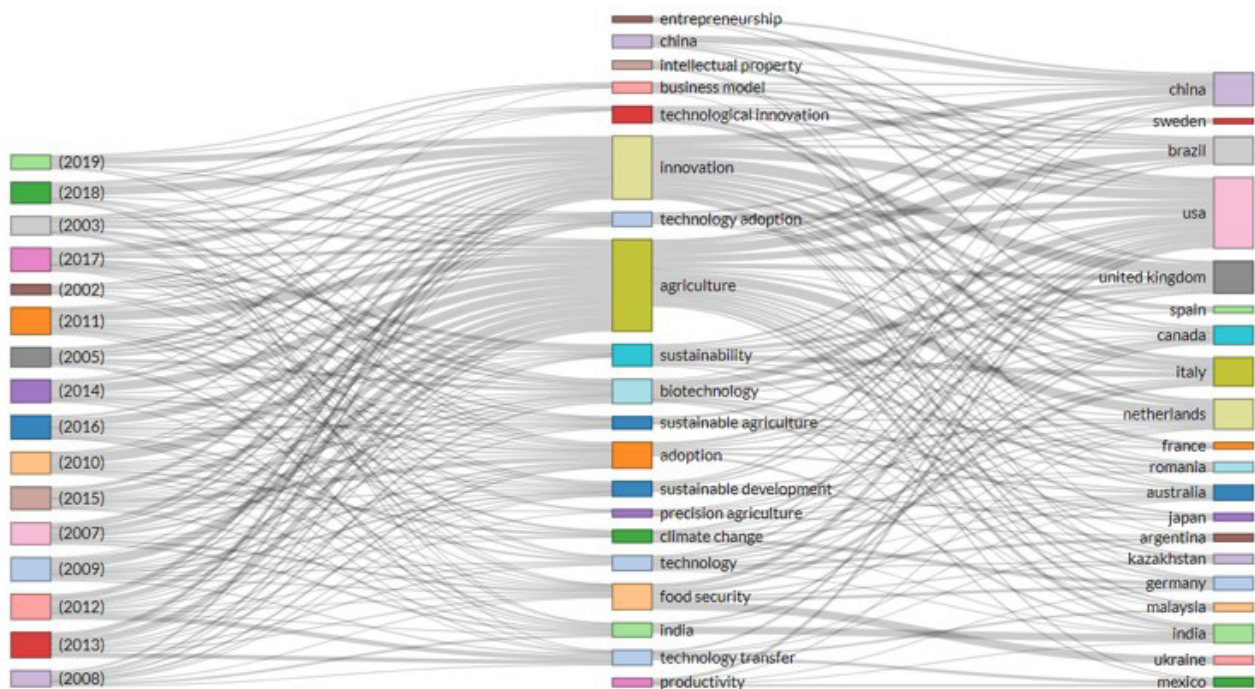 (2019)
(2018)
(2003)
(2017)
(2002)
(2011)
(2005)
(2014)
(2016)
(2010)
(2015)
(2007)
(2009)
(2012)
(2013)
(2008)
entrepreneurship
china
intellectual property
business model
technological innovation
innovation
technology adoption
agriculture
sustainability
biotechnology
sustainable agriculture
adoption
sustainable development
precision agriculture
climate change
technology
food security
india
technology transfer
productivity
china
sweden
brazil
usa
united kingdom
spain
canada
italy
netherlands
france
romania
australia
japan
argentina
kazakhstan
germany
malaysia
india
ukraine
mexico